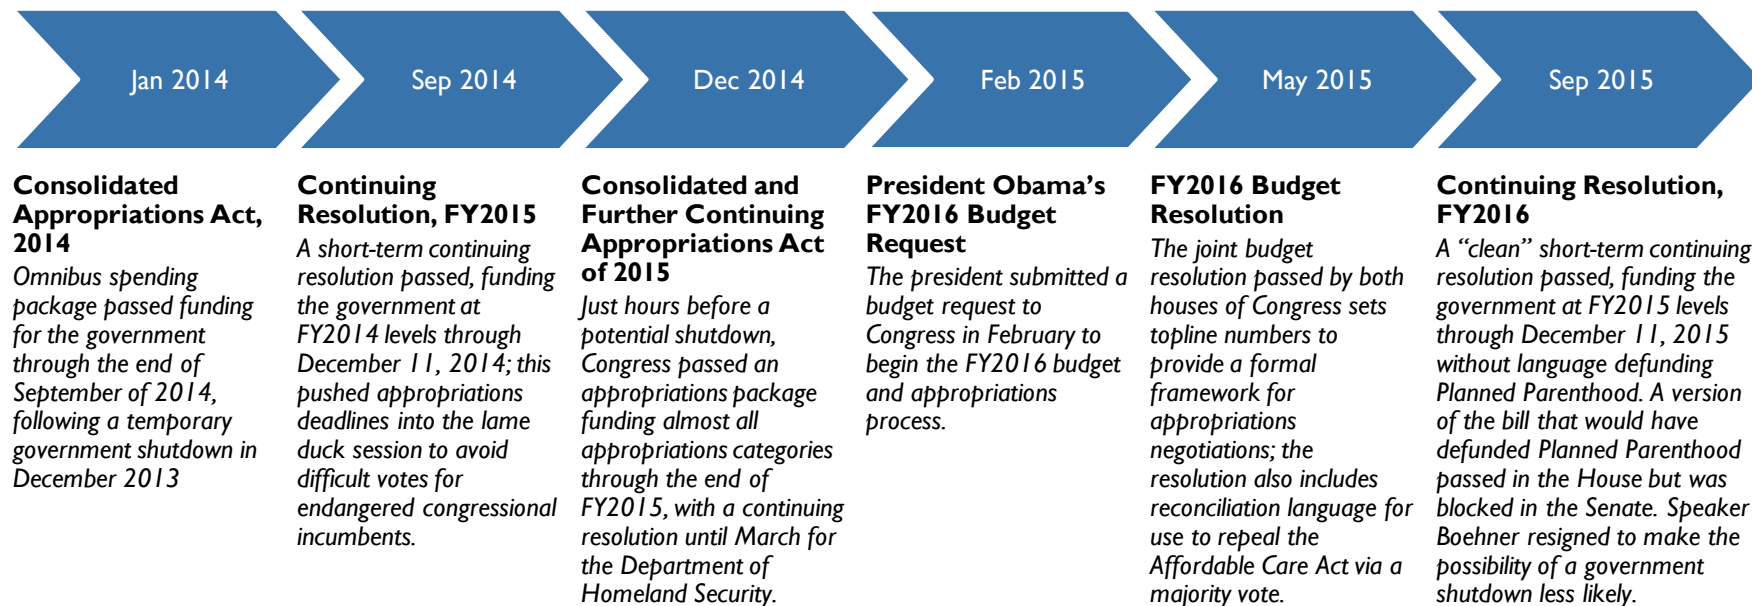 Jan 2014
Sep 2014
Dec 2014
Feb 2015
May 2015
Sep 2015
Consolidated
Appropriations Act,
2014
Omnibus spending
package passed funding
for the government
through the end of
September of 2014,
following a temporary
government shutdown in
December 2013
Continuing
Resolution, FY2015
A short-term continuing
resolution passed, funding
the government at
FY2014 levels through
December 11, 2014; this
pushed appropriations
deadlines into the lame
duck session to avoid
difficult votes for
endangered congressional
incumbents.
Consolidated and
Further Continuing
Appropriations Act
of 2015
Just hours before a
potential shutdown,
Congress passed an
appropriations package
funding almost all
appropriations categories
through the end of
FY2015, with a continuing
resolution until March for
the Department of
Homeland Security.
President Obama’s
FY2016 Budget
Request
The president submitted a
budget request to
Congress in February to
begin the FY2016 budget
and appropriations
process.
FY2016 Budget
Resolution
The joint budget
resolution passed by both
houses of Congress sets
topline numbers to
provide a formal
framework for
appropriations
negotiations; the
resolution also includes
reconciliation language for
use to repeal the
Affordable Care Act via a
majority vote.
Continuing Resolution,
FY2016
A “clean” short-term continuing
resolution passed, funding the
government at FY2015 levels
through December 11, 2015
without language defunding
Planned Parenthood. A version
of the bill that would have
defunded Planned Parenthood
passed in the House but was
blocked in the Senate. Speaker
Boehner resigned to make the
possibility of a government
shutdown less likely.